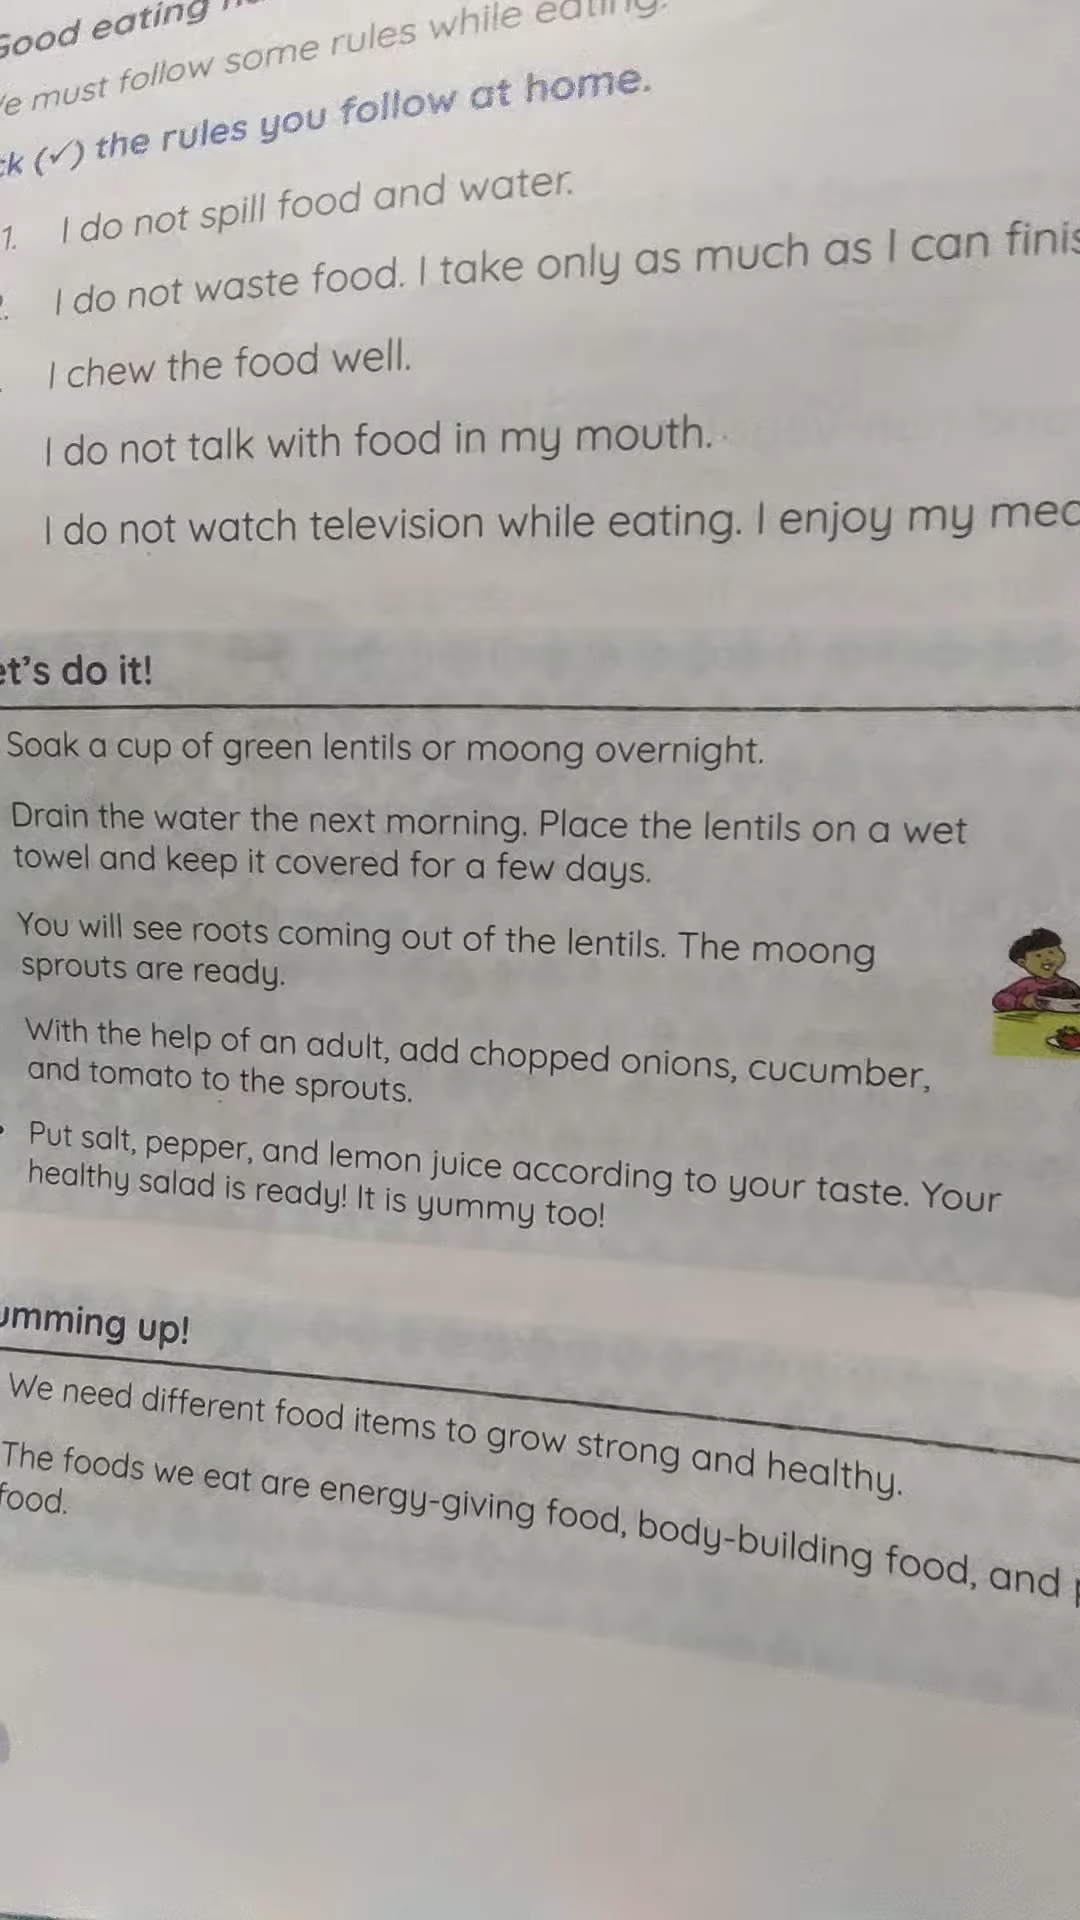 Good eating
must follow some rules while eating.
(✓) the rules you follow at home.
1. I do not spill food and water.
I do not waste food. I take only as much as I can
I chew the food well.
I do not talk with food in my mouth.
I do not watch television while eating. I enjoy my
do it!
Soak a cup of green lentils or moong overnight.
Drain the water the next morning. Place the lentils on a wet
towel and keep it covered for a few days.
You will see roots coming out of the lentils. The moong
sprouts are ready.
With the help of an adult, add chopped onions, cucumber,
and tomato to the sprouts.
• Put salt, pepper, and lemon juice according to your taste. Your
healthy salad is ready! It is yummy too!
up!
We need different food items to grow strong and healthy.
The foods we eat are energy-giving food, body-building food, and
food.